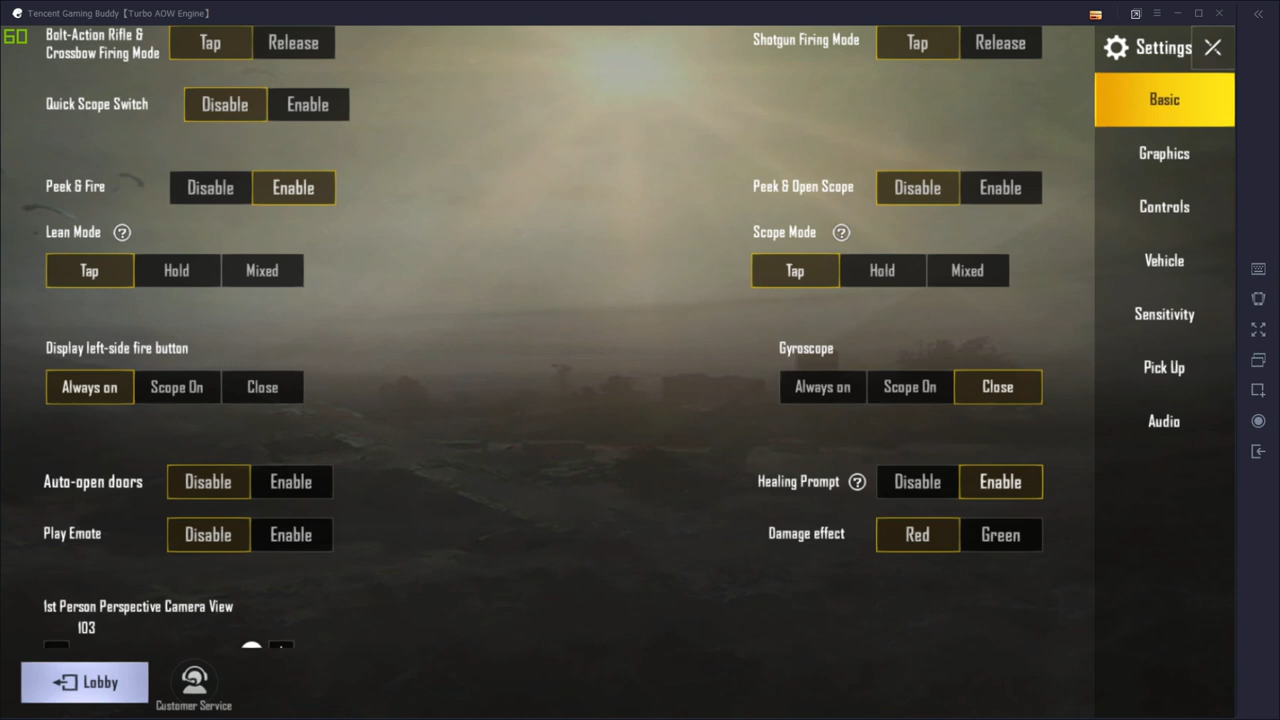 Tencent Gaming Buddy【Turbo AOW Engine】
60
Bolt-Action Rifle &
Crossbow Firing Mode
Tap
Release
Shotgun Firing Mode
Tap
Release
Settings
Quick Scope Switch
Disable
Enable
Basic
Graphics
Peek & Fire
Disable
Enable
Peek & Open Scope
Disable
Enable
Controls
Lean Mode ?
Scope Mode ?
Tap
Hold
Mixed
Tap
Hold
Mixed
Vehicle
Sensitivity
Display left-side fire button
Gyroscope
Pick Up
Always on
Scope On
Close
Always on
Scope On
Close
Audio
Auto-open doors
Disable
Enable
Healing Prompt ?
Disable
Enable
Play Emote
Disable
Enable
Damage effect
Red
Green
1st Person Perspective Camera View
103
Lobby
Customer Service